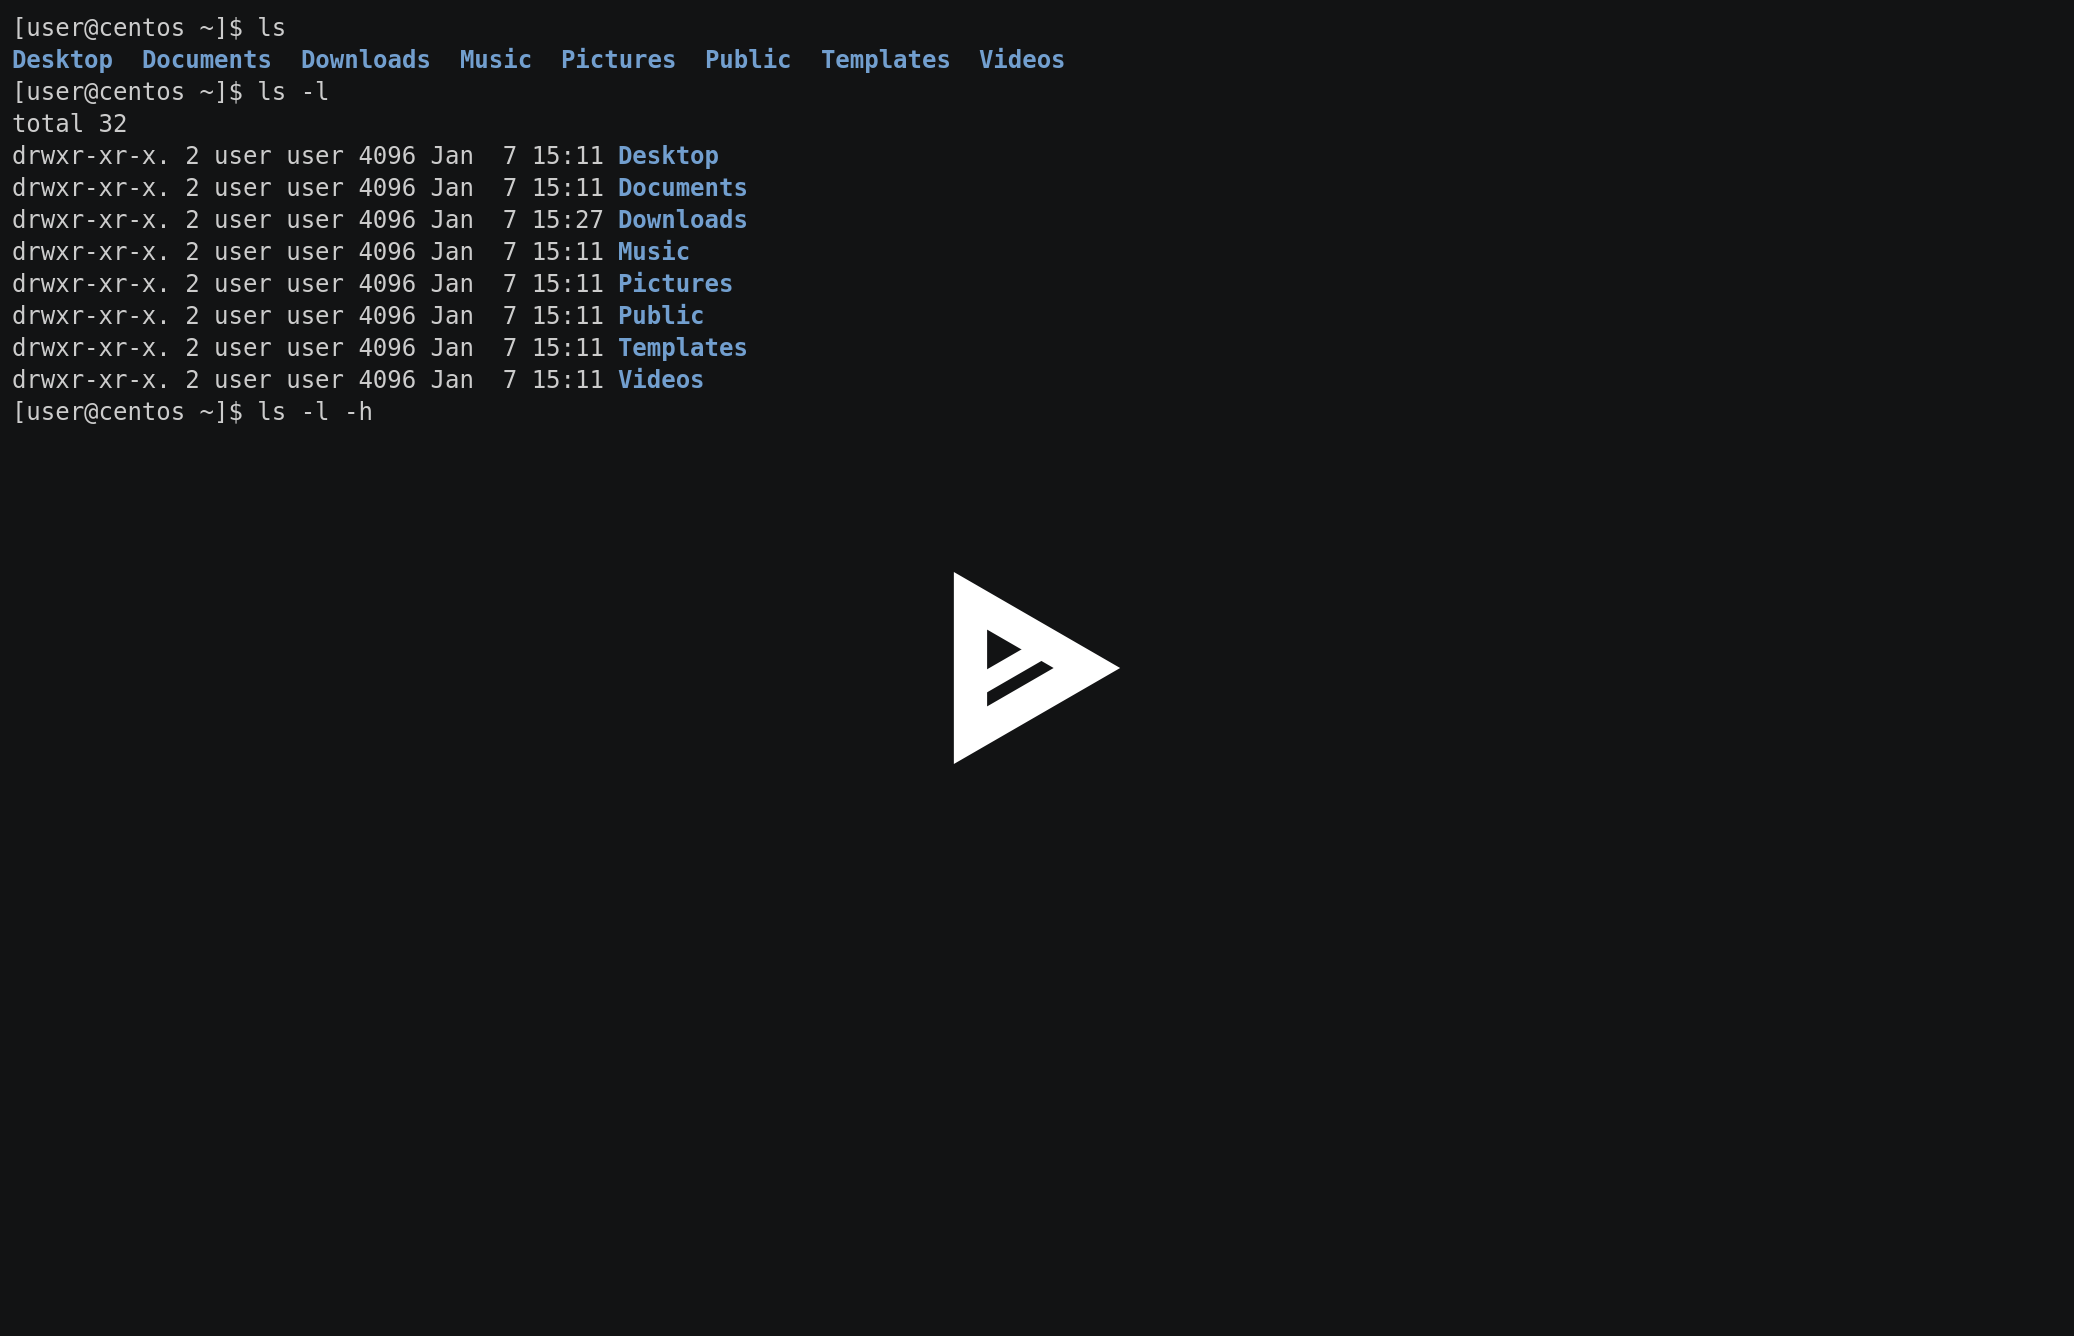 [user@centos ~]$ ls
Desktop  Documents  Downloads  Music  Pictures  Public  Templates  Videos
[user@centos ~]$ ls -l
total 32
drwxr-xr-x. 2 user user 4096 Jan  7 15:11 Desktop
drwxr-xr-x. 2 user user 4096 Jan  7 15:11 Documents
drwxr-xr-x. 2 user user 4096 Jan  7 15:27 Downloads
drwxr-xr-x. 2 user user 4096 Jan  7 15:11 Music
drwxr-xr-x. 2 user user 4096 Jan  7 15:11 Pictures
drwxr-xr-x. 2 user user 4096 Jan  7 15:11 Public
drwxr-xr-x. 2 user user 4096 Jan  7 15:11 Templates
drwxr-xr-x. 2 user user 4096 Jan  7 15:11 Videos
[user@centos ~]$ ls -l -h